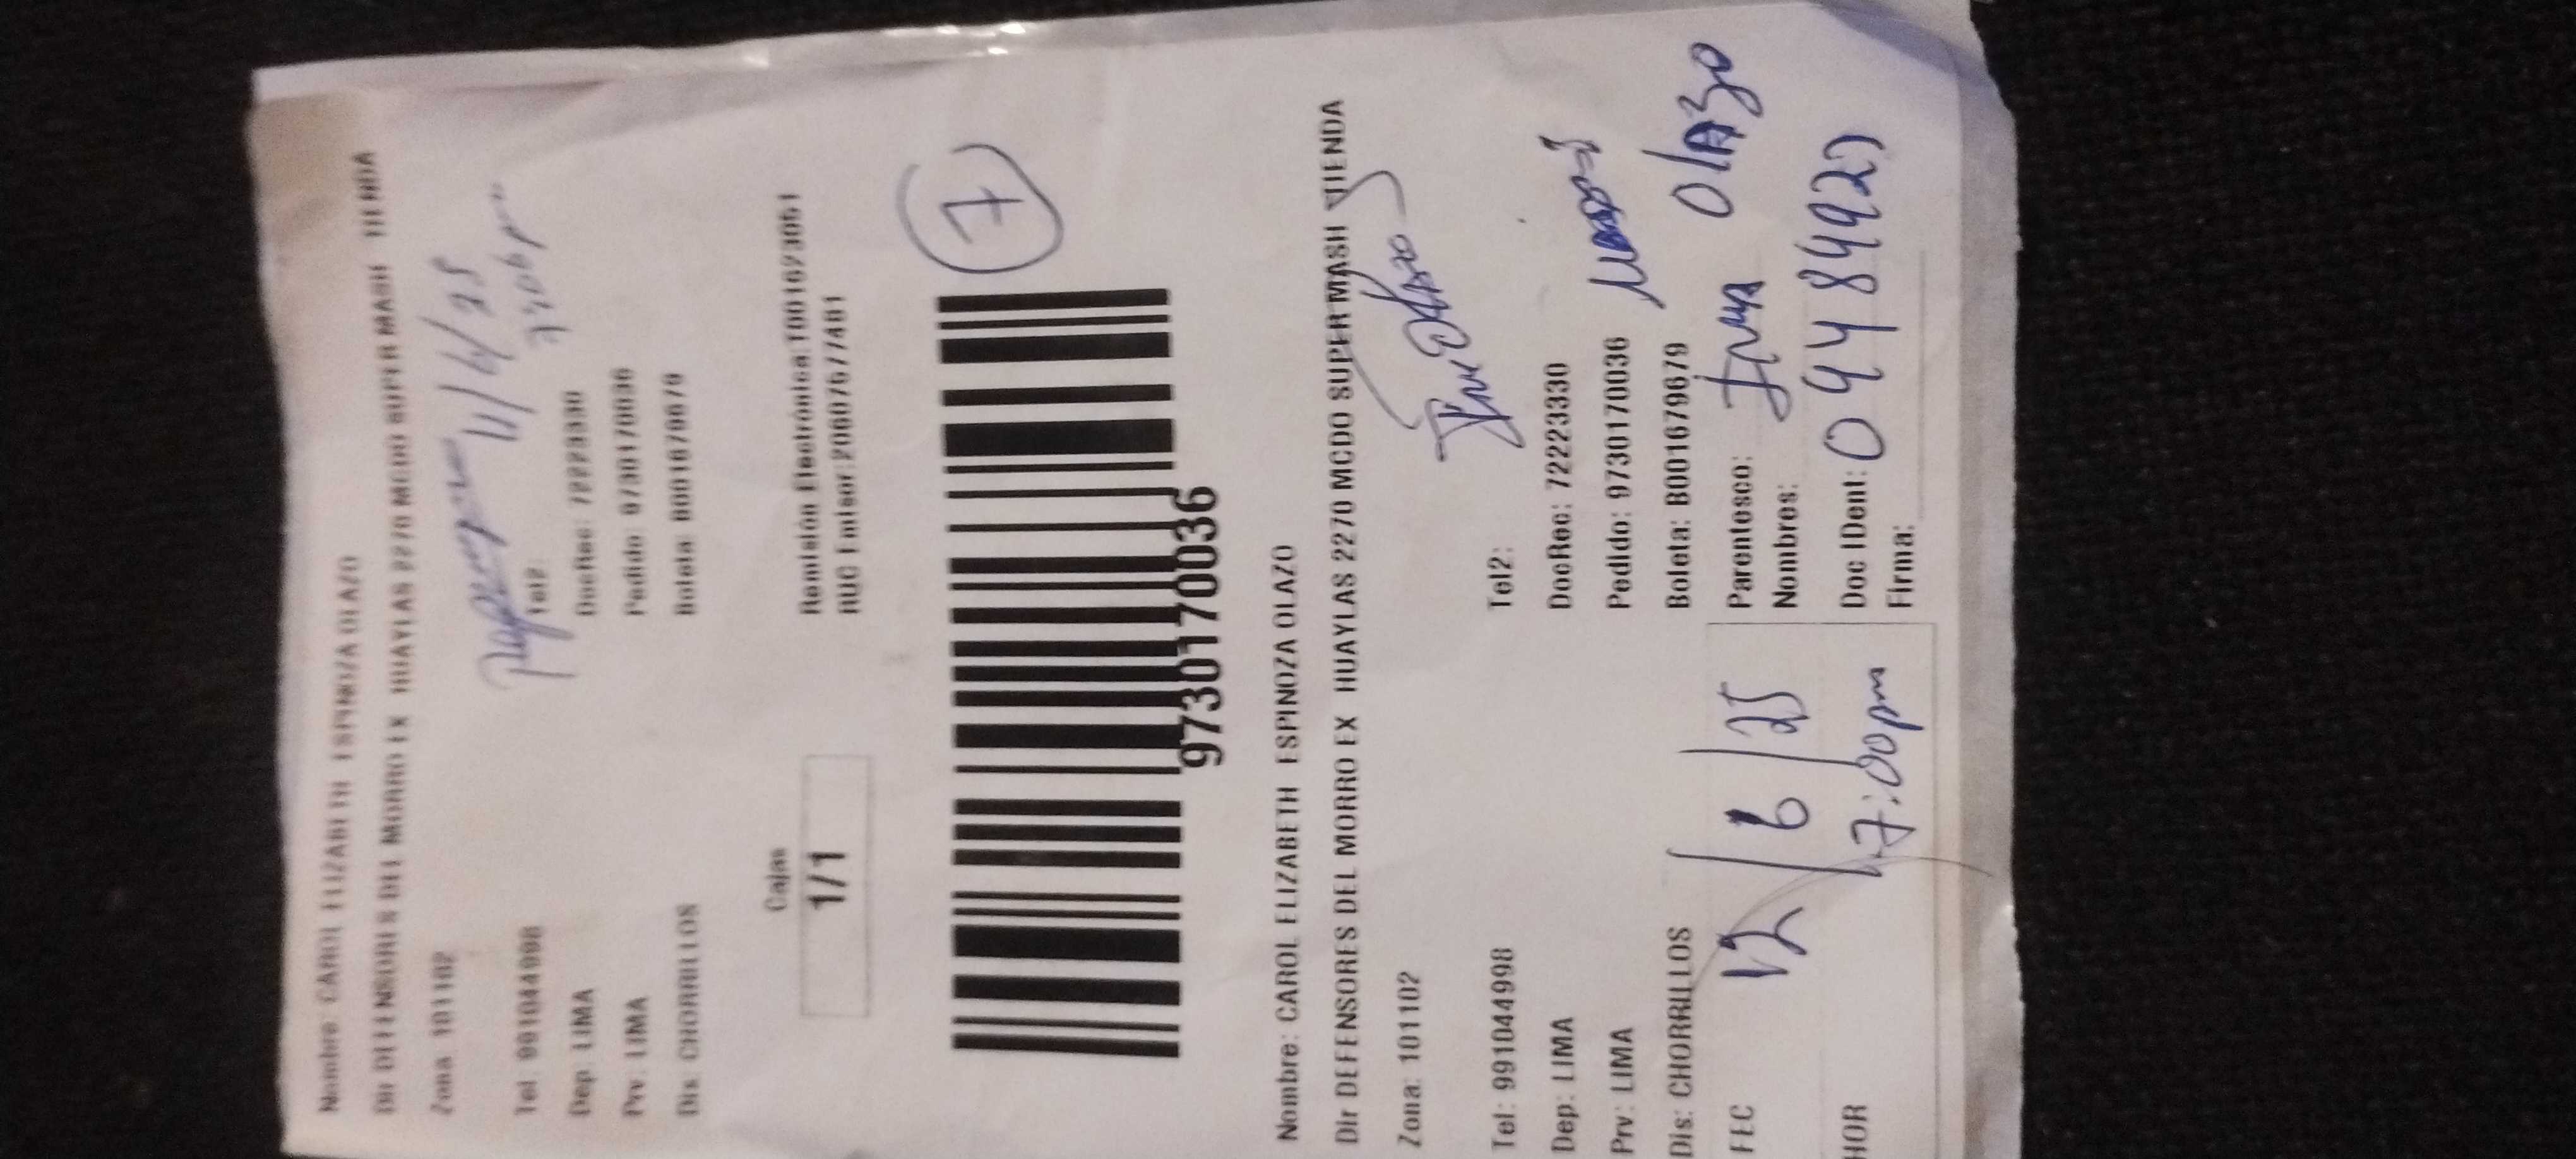 Nombre: CAROL ELIZABETH ESPINOZA OLAZO
Dir DEFENSORES DEL MORRO EX HUAYLAS 2270 MCDO SUPER MASH TIENDA
Zona 101102
11/6/25
Tel: 991044998 Tel2:
Dep: LIMA DocRec: 72223330
Prv: LIMA Pedido: 9730170036
Dis: CHORRILLOS Boleta: B001679679
Cajas
1/1
Remisión Electrónica:T001
RUC Emisor:
7
9730170036
Nombre: CAROL ELIZABETH ESPINOZA OLAZO
Dir DEFENSORES DEL MORRO EX HUAYLAS 2270 MCDO SUPER MASH TIENDA
Zona: 101102
Tel: 991044998 Tel2:
Dep: LIMA DocRec: 72223330
Prv: LIMA Pedido: 9730170036
Dis: CHORRILLOS Boleta: B001679679
FEC 12/6/25 Parentesco:
Nombres: Olazo
HOR 7:00pm Doc IDent:
Firma: